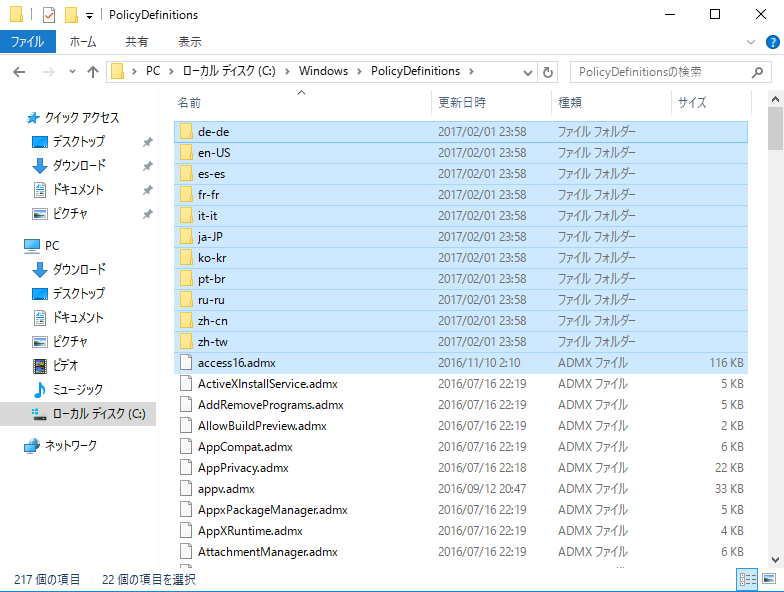 PolicyDefinitions
ファイル ホーム 共有 表示
PC ローカル ディスク (C:) Windows PolicyDefinitions PolicyDefinitionsの検索
名前 更新日時 種類 サイズ
クイック アクセス
デスクトップ
ダウンロード
ドキュメント
ピクチャ
PC
ダウンロード
デスクトップ
ドキュメント
ピクチャ
ビデオ
ミュージック
ローカル ディスク (C:)
ネットワーク
de-de 2017/02/01 23:58 ファイル フォルダー
en-US 2017/02/01 23:58 ファイル フォルダー
es-es 2017/02/01 23:58 ファイル フォルダー
fr-fr 2017/02/01 23:58 ファイル フォルダー
it-it 2017/02/01 23:58 ファイル フォルダー
ja-JP 2017/02/01 23:58 ファイル フォルダー
ko-kr 2017/02/01 23:58 ファイル フォルダー
pt-br 2017/02/01 23:58 ファイル フォルダー
ru-ru 2017/02/01 23:58 ファイル フォルダー
zh-cn 2017/02/01 23:58 ファイル フォルダー
zh-tw 2017/02/01 23:58 ファイル フォルダー
access16.admx 2016/11/10 2:10 ADMX ファイル 116 KB
ActiveXInstallService.admx 2016/07/16 22:19 ADMX ファイル 5 KB
AddRemovePrograms.admx 2016/07/16 22:19 ADMX ファイル 5 KB
AllowBuildPreview.admx 2016/07/16 22:19 ADMX ファイル 2 KB
AppCompat.admx 2016/07/16 22:19 ADMX ファイル 6 KB
AppPrivacy.admx 2016/07/16 22:18 ADMX ファイル 22 KB
appv.admx 2016/09/12 20:47 ADMX ファイル 33 KB
AppxPackageManager.admx 2016/07/16 22:19 ADMX ファイル 5 KB
AppXRuntime.admx 2016/07/16 22:19 ADMX ファイル 4 KB
AttachmentManager.admx 2016/07/16 22:19 ADMX ファイル 6 KB
217 個の項目 22 個の項目を選択